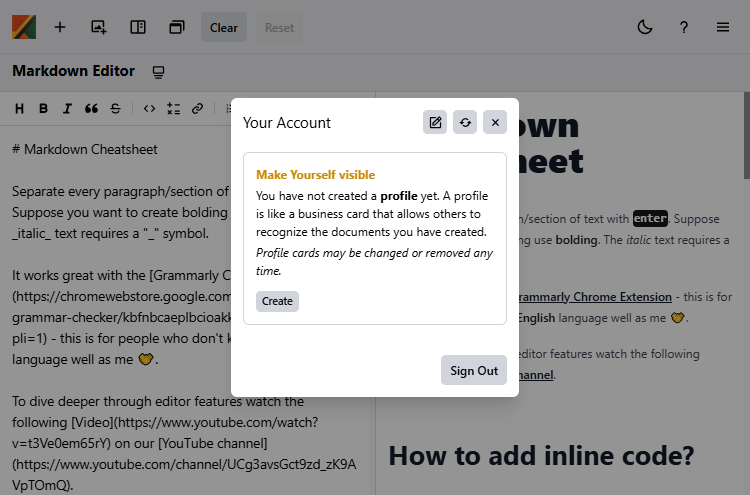 Clear
Reset
?
Markdown Editor
H B I
# Markdown Cheatsheet
Separate every paragraph/section of
Suppose you want to create bolding
_italic_ text requires a "_" symbol.
It works great with the [Grammarly C
(https://chromewebstore.google.com
grammar-checker/kbfnbcaeplbcioakk
pli=1) - this is for people who don't k
language well as me
To dive deeper through editor features watch the
following [Video](https://www.youtube.com/watch?
v=t3Ve0em65rY) on our [YouTube channel]
(https://www.youtube.com/channel/UCg3avsGct9zd_zK9A
VpTOmQ).
Your Account
Make Yourself visible
You have not created a profile yet. A profile
is like a business card that allows others to
recognize the documents you have created.
Profile cards may be changed or removed any
time.
Create
Sign Out
own
heet
n/section of text with enter. Suppose
ng use bolding. The italic text requires a
rammarly Chrome Extension - this is for
English language well as me
editor features watch the following
hannel.
How to add inline code?